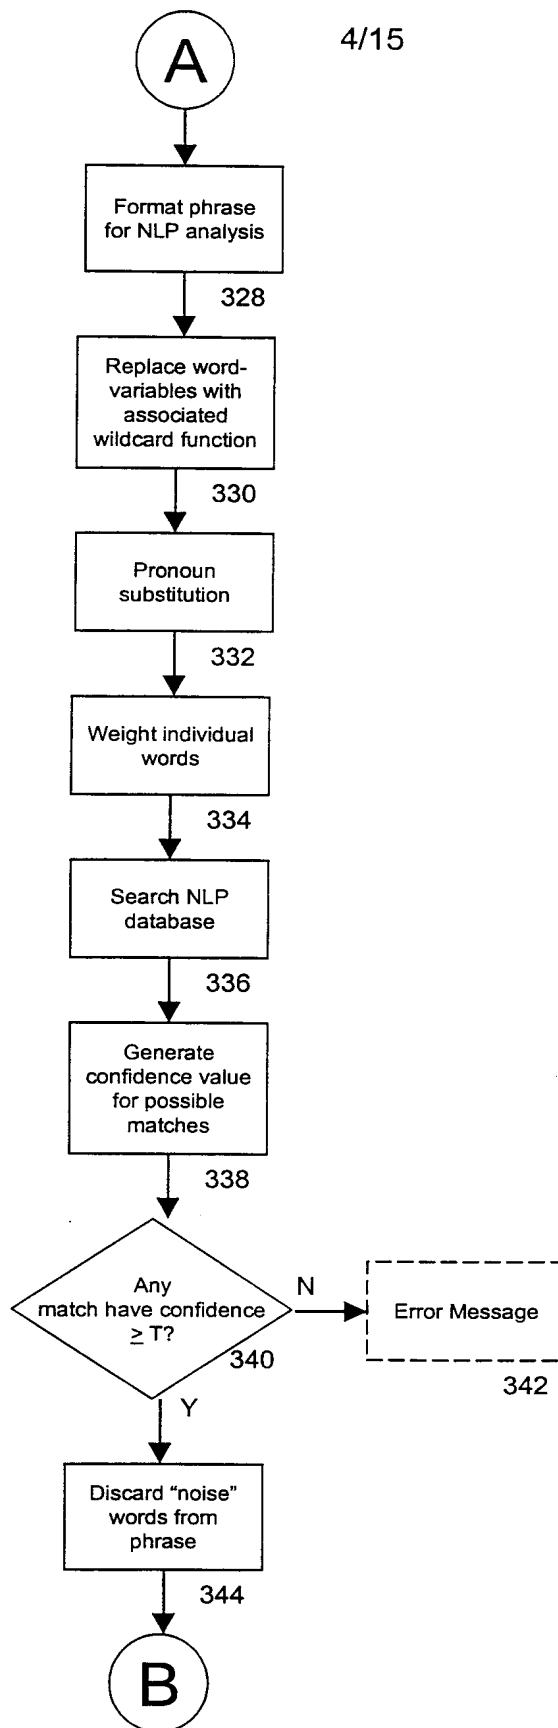 4/15
A
Format phrase
for NLP analysis
328
Replace word-
variables with
associated
wildcard function
330
Pronoun
substitution
332
Weight individual
words
334
Search NLP
database
336
Generate
confidence value
for possible
matches
338
Any
match have confidence
≥ T?
340
N
Error Message
342
Y
Discard “noise”
words from
phrase
344
B